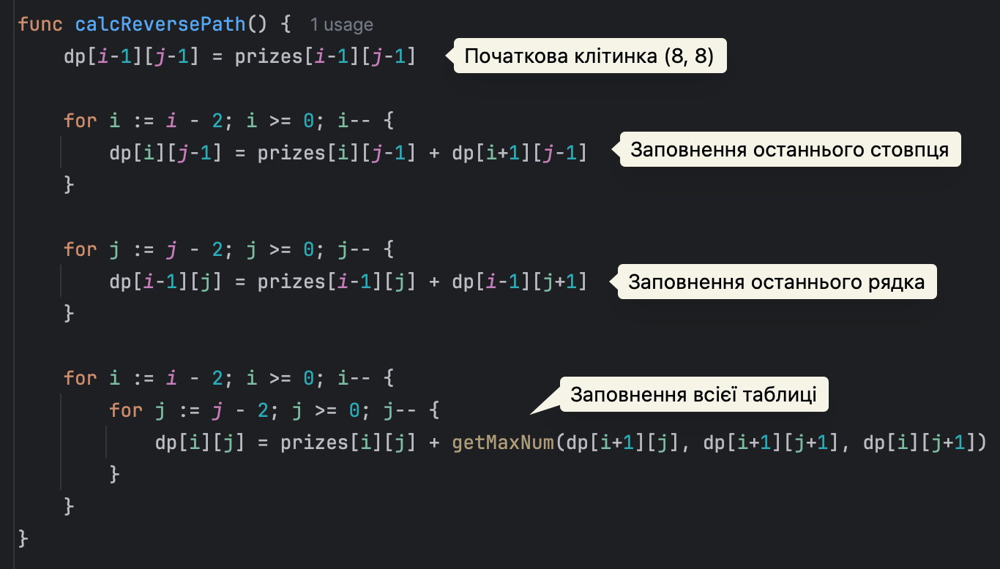 func calcReversePath() { 1 usage
dp[i-1][j-1] = prizes[i-1][j-1]
Початкова клітинка (8, 8)
for i := i - 2; i >= 0; i-- {
dp[i][j-1] = prizes[i][j-1] + dp[i+1][j-1]
Заповнення останнього стовпця
}
for j := j - 2; j >= 0; j-- {
dp[i-1][j] = prizes[i-1][j] + dp[i-1][j+1]
Заповнення останнього рядка
}
for i := i - 2; i >= 0; i-- {
Заповнення всієї таблиці
for j := j - 2; j >= 0; j-- {
dp[i][j] = prizes[i][j] + getMaxNum(dp[i+1][j], dp[i+1][j+1], dp[i][j+1])
}
}
}